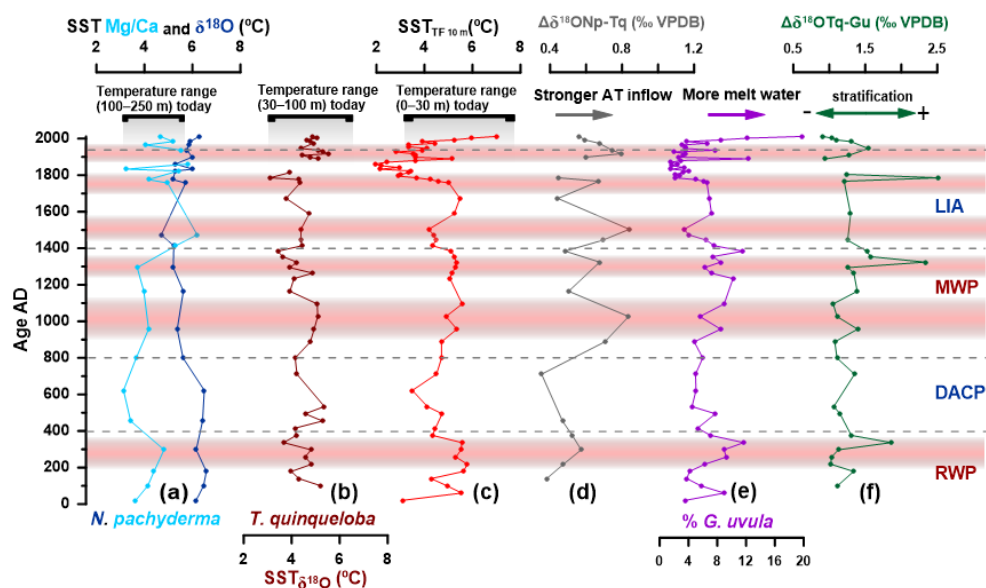 SST Mg/Ca and δ¹⁸O (ºC)
2 4 6 8
SST TF 10 m (ºC)
2 4 6 8
Δδ¹⁸ONp-Tq (‰ VPDB)
0.4 0.8 1.2
Δδ¹⁸OTq-Gu (‰ VPDB)
0.5 1 1.5 2 2.5
Temperature range
(100–250 m) today
Temperature range
(30–100 m) today
Temperature range
(0–30 m) today
Stronger AT inflow
More melt water
stratification
- +
Age AD
2000
1800
1600
1400
1200
1000
800
600
400
200
0
LIA
MWP
DACP
RWP
(a) (b) (c) (d) (e) (f)
N. pachyderma
T. quinqueloba
% G. uvula
2 4 6 8
SSTδ¹⁸O (ºC)
0 4 8 12 16 20